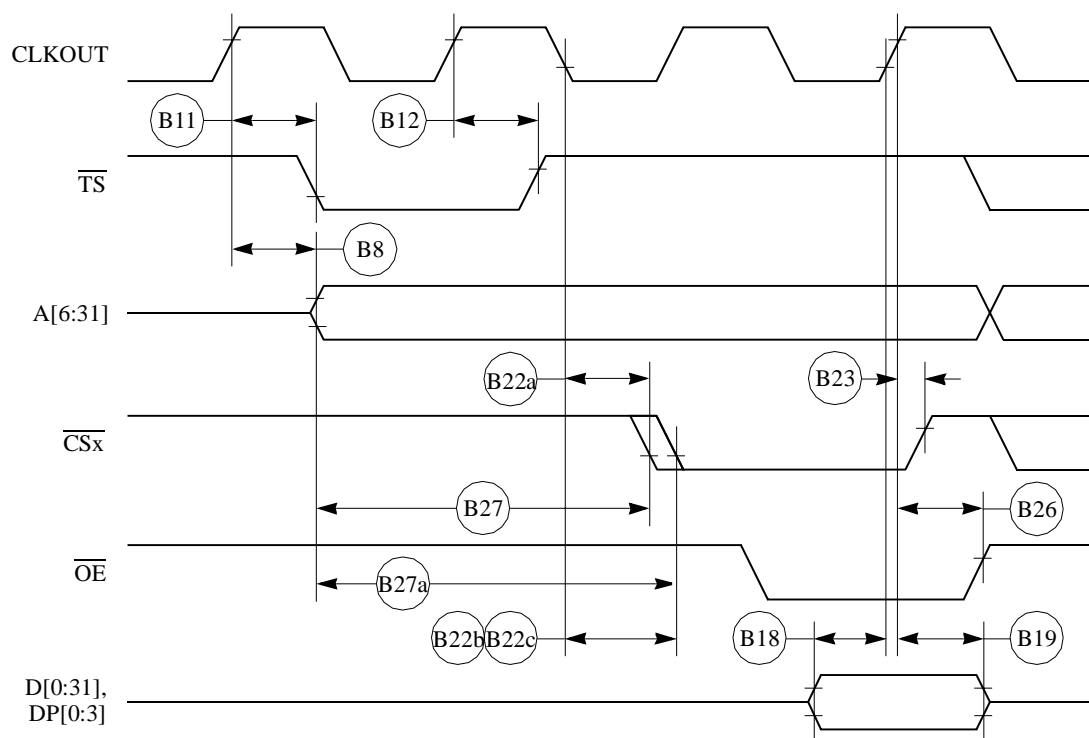 CLKOUT
B11
B12
TS
B8
A[6:31]
B22a
B23
CSx
B27
B26
OE
B27a
B22b B22c
B18
B19
D[0:31],
DP[0:3]